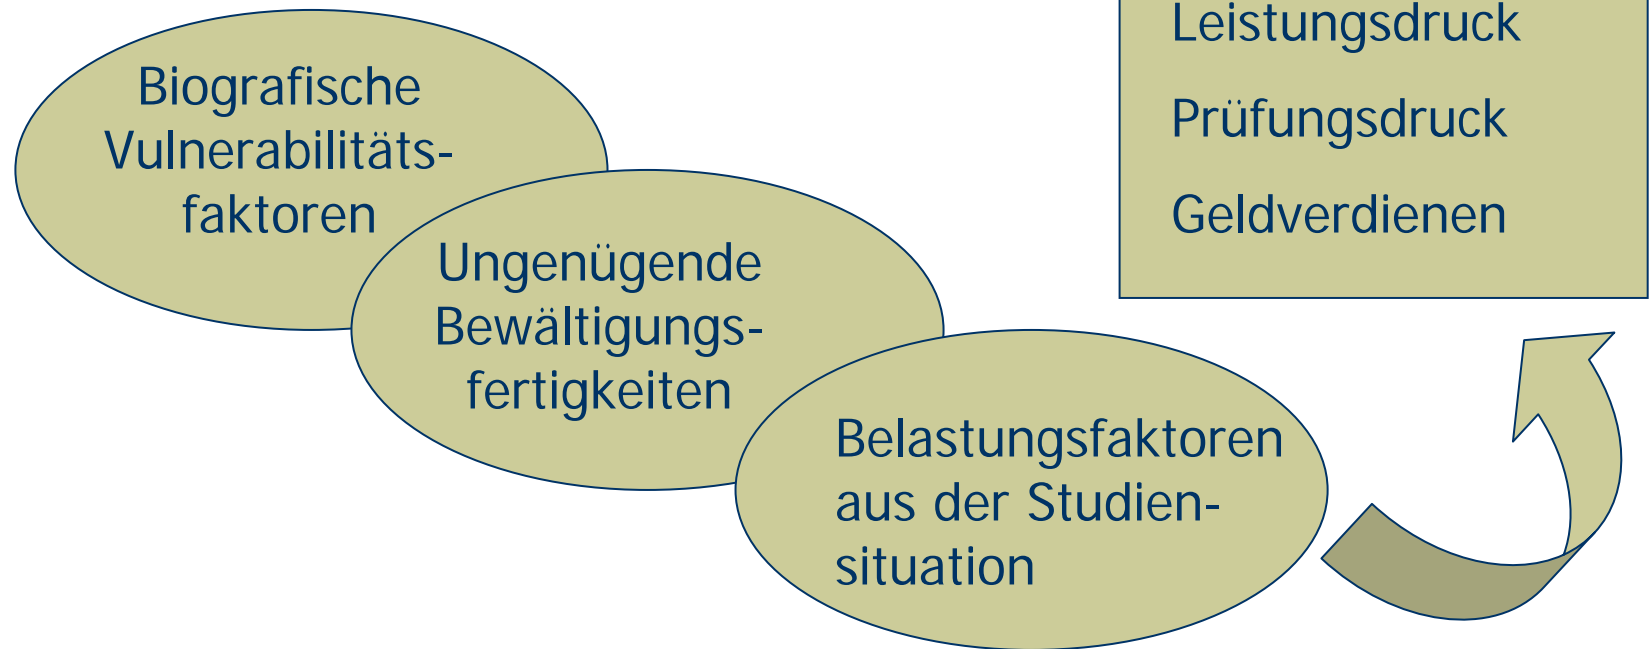 Biografische
Vulnerabilitäts-
faktoren
Ungenügende
Bewältigungs-
fertigkeiten
Belastungsfaktoren
aus der Studien-
situation
Leistungsdruck
Prüfungsdruck
Geldverdienen